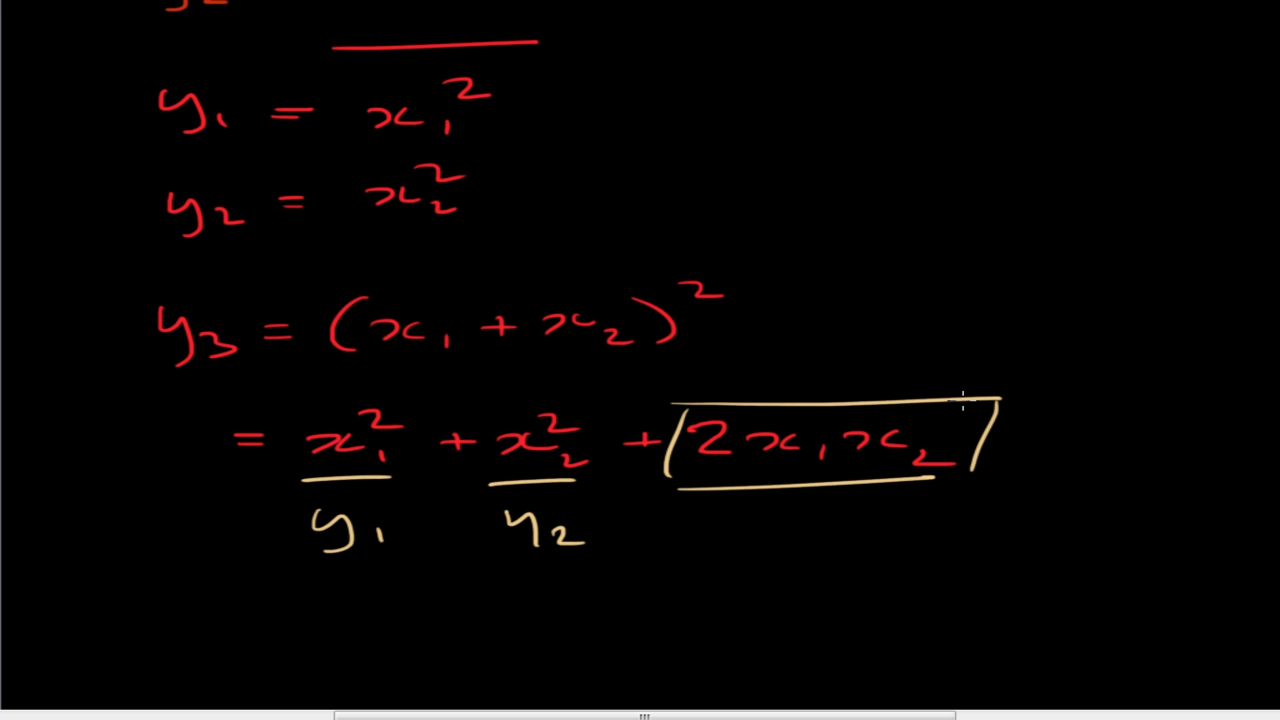 y₁ = x₁²
y₂ = x₂²
y₃ = (x₁ + x₂)²
= x₁² + x₂² + (2x₁x₂)
y₁ y₂